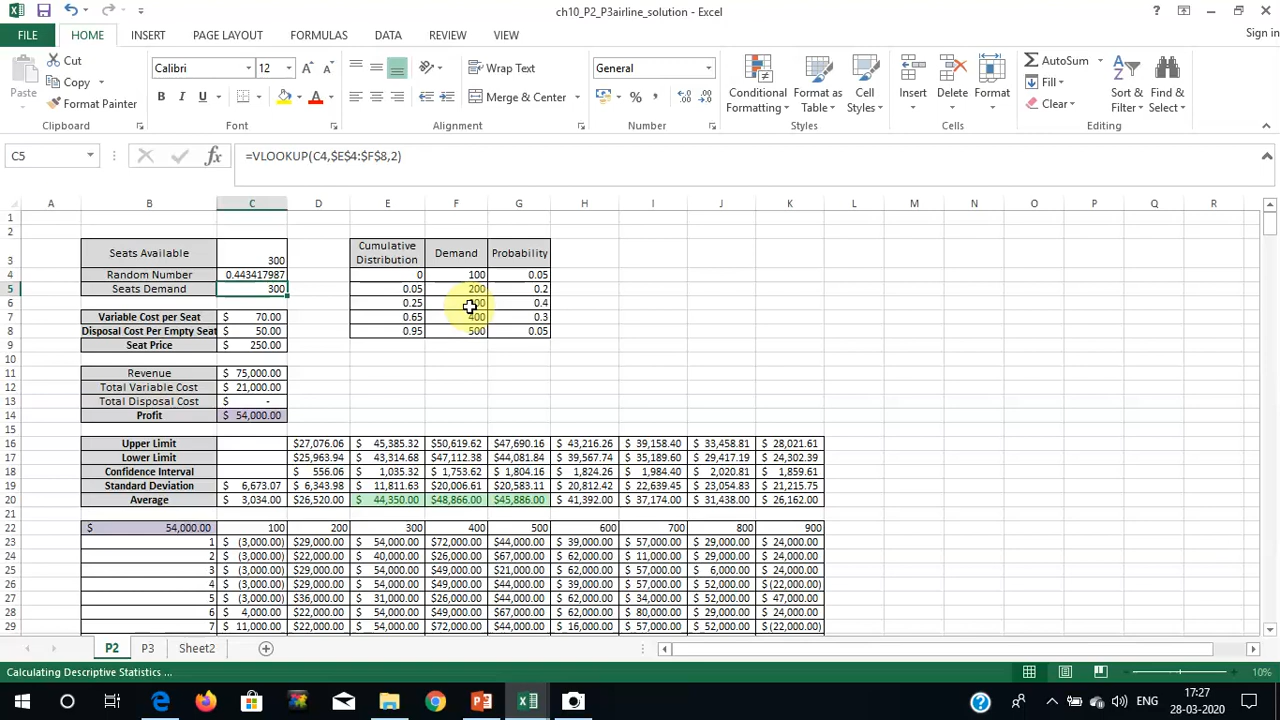 ch10_P2_P3airline_solution - Excel
FILE HOME INSERT PAGE LAYOUT FORMULAS DATA REVIEW VIEW Sign in
Paste Cut Copy Format Painter Clipboard
Calibri 12 B I U A Font
Wrap Text Merge & Center Alignment
General % , Number
Conditional Formatting Format as Table Cell Styles Styles
Insert Delete Format Cells
AutoSum Fill Clear Sort & Filter Find & Select Editing
C5 fx =VLOOKUP(C4,$E$4:$F$8,2)
A B C D E F G H I J K L M N O P Q R
1
2
3 Seats Available 300 Cumulative Distribution Demand Probability
4 Random Number 0.443417987 0 100 0.05
5 Seats Demand 300 0.05 200 0.2
6 0.25 0.4
7 Variable Cost per Seat $ 70.00 0.65 400 0.3
8 Disposal Cost Per Empty Seat $ 50.00 0.95 500 0.05
9 Seat Price $ 250.00
10
11 Revenue $ 75,000.00
12 Total Variable Cost $ 21,000.00
13 Total Disposal Cost $ -
14 Profit $ 54,000.00
15
16 Upper Limit $27,076.06 $ 45,385.32 $50,619.62 $47,690.16 $ 43,216.26 $ 39,158.40 $ 33,458.81 $ 28,021.61
17 Lower Limit $25,963.94 $ 43,314.68 $47,112.38 $44,081.84 $ 39,567.74 $ 35,189.60 $ 29,417.19 $ 24,302.39
18 Confidence Interval $ 556.06 $ 1,035.32 $ 1,753.62 $ 1,804.16 $ 1,824.26 $ 1,984.40 $ 2,020.81 $ 1,859.61
19 Standard Deviation $ 6,673.07 $ 6,343.98 $ 11,811.63 $20,006.61 $20,583.11 $ 20,812.42 $ 22,639.45 $ 23,054.83 $ 21,215.75
20 Average $ 3,034.00 $26,520.00 $ 44,350.00 $48,866.00 $45,886.00 $ 41,392.00 $ 37,174.00 $ 31,438.00 $ 26,162.00
21
22 $ 54,000.00 100 200 300 400 500 600 700 800 900
23 1 $ (3,000.00) $29,000.00 $ 54,000.00 $72,000.00 $44,000.00 $ 39,000.00 $ 57,000.00 $ 29,000.00 $ 24,000.00
24 2 $ (3,000.00) $22,000.00 $ 40,000.00 $26,000.00 $67,000.00 $ 62,000.00 $ 11,000.00 $ 29,000.00 $ 24,000.00
25 3 $ (3,000.00) $29,000.00 $ 54,000.00 $49,000.00 $21,000.00 $ 62,000.00 $ 57,000.00 $ 6,000.00 $ 24,000.00
26 4 $ (3,000.00) $29,000.00 $ 54,000.00 $49,000.00 $44,000.00 $ 39,000.00 $ 57,000.00 $ 52,000.00 $ (22,000.00)
27 5 $ (3,000.00) $36,000.00 $ 31,000.00 $26,000.00 $44,000.00 $ 62,000.00 $ 34,000.00 $ 52,000.00 $ 47,000.00
28 6 $ 4,000.00 $22,000.00 $ 54,000.00 $49,000.00 $67,000.00 $ 62,000.00 $ 80,000.00 $ 29,000.00 $ 24,000.00
29 7 $ 11,000.00 $22,000.00 $ 54,000.00 $72,000.00 $44,000.00 $ 16,000.00 $ 57,000.00 $ 52,000.00 $ (22,000.00)
P2 P3 Sheet2
Calculating Descriptive Statistics ... 10%
ENG 17:27
28-03-2020